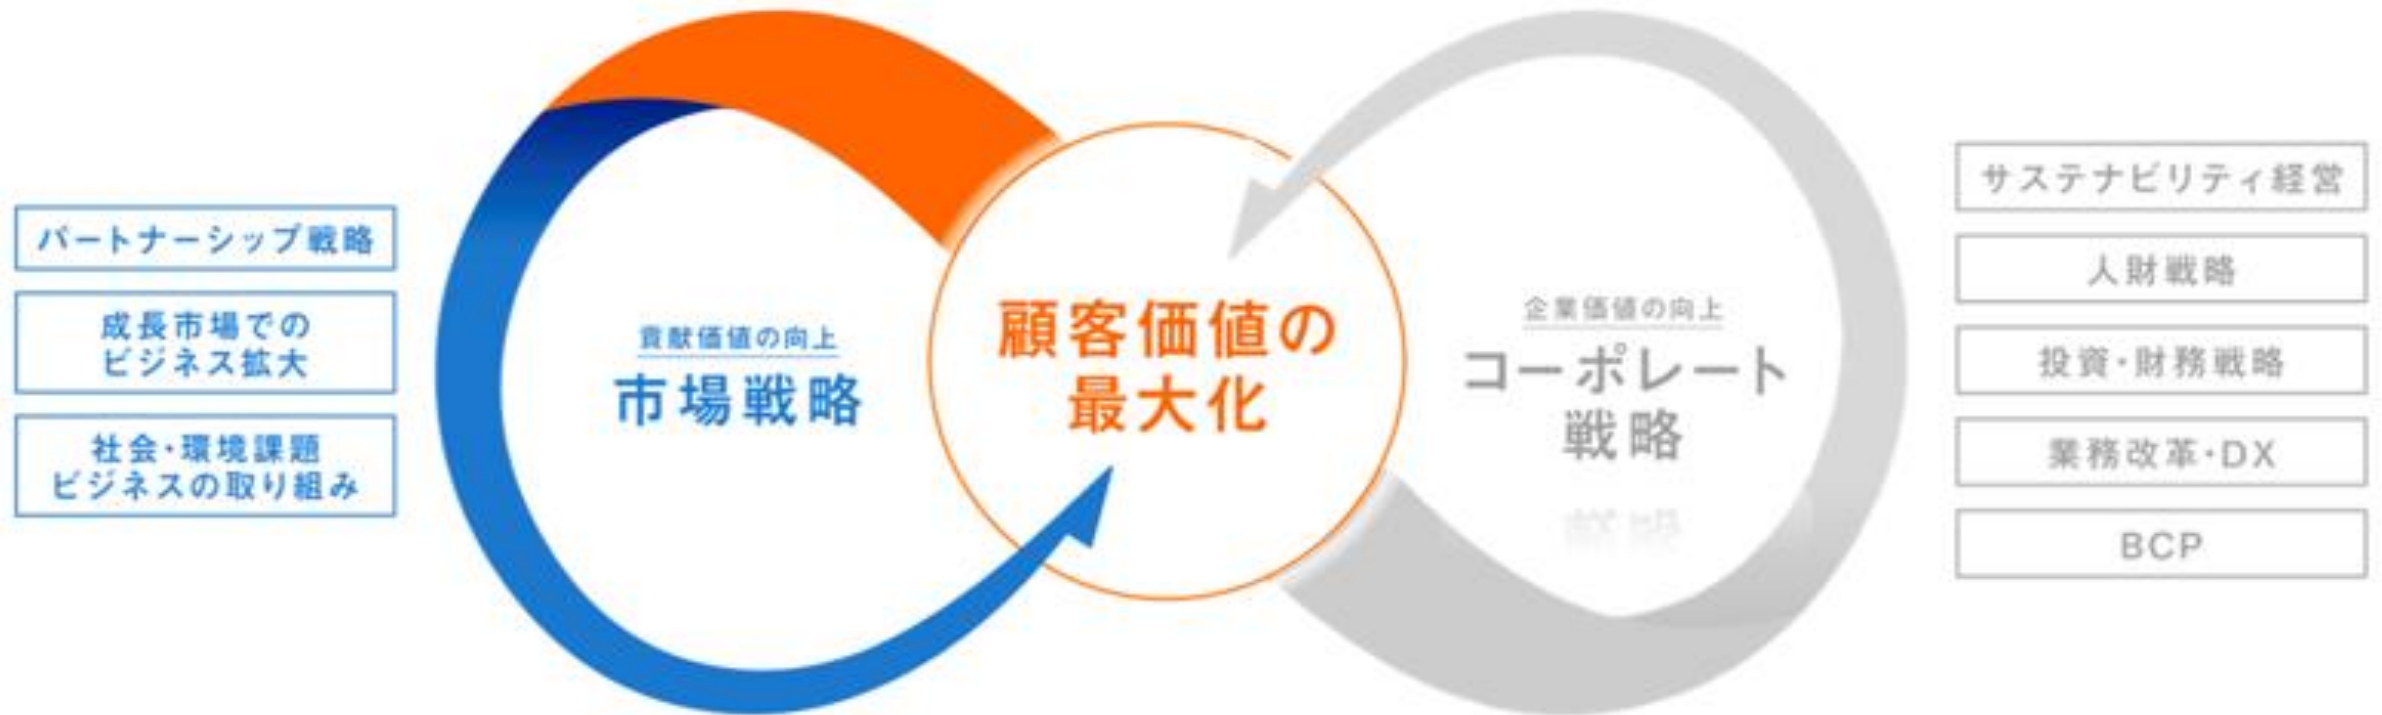 パートナーシップ戦略
成長市場での
ビジネス拡大
社会・環境課題
ビジネスの取り組み
貢献価値の向上
市場戦略
顧客価値の
最大化
企業価値の向上
コーポレート
戦略
サステナビリティ経営
人財戦略
投資・財務戦略
業務改革・DX
BCP